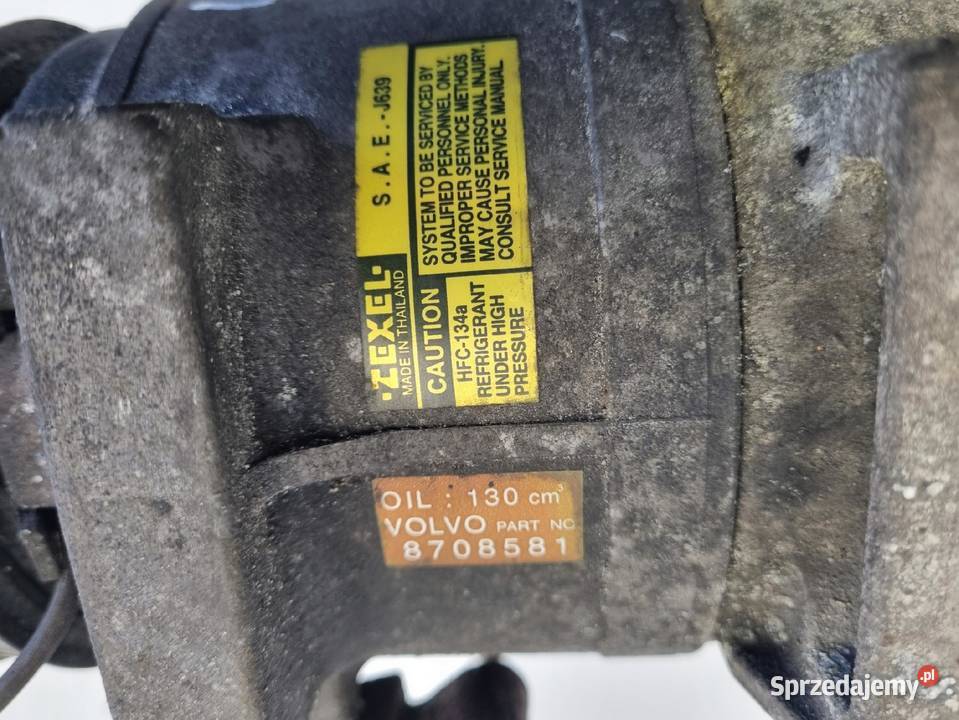 ·ZEXEL· S.A.E.-J639
MADE IN THAILAND
CAUTION
SYSTEM TO BE SERVICED BY
QUALIFIED PERSONNEL ONLY.
IMPROPER SERVICE METHODS
MAY CAUSE PERSONAL INJURY.
CONSULT SERVICE MANUAL.
HFC-134a
REFRIGERANT
UNDER HIGH
PRESSURE
OIL : 130 cm³
VOLVO PART NO
8708581
Sprzedajemy.pl